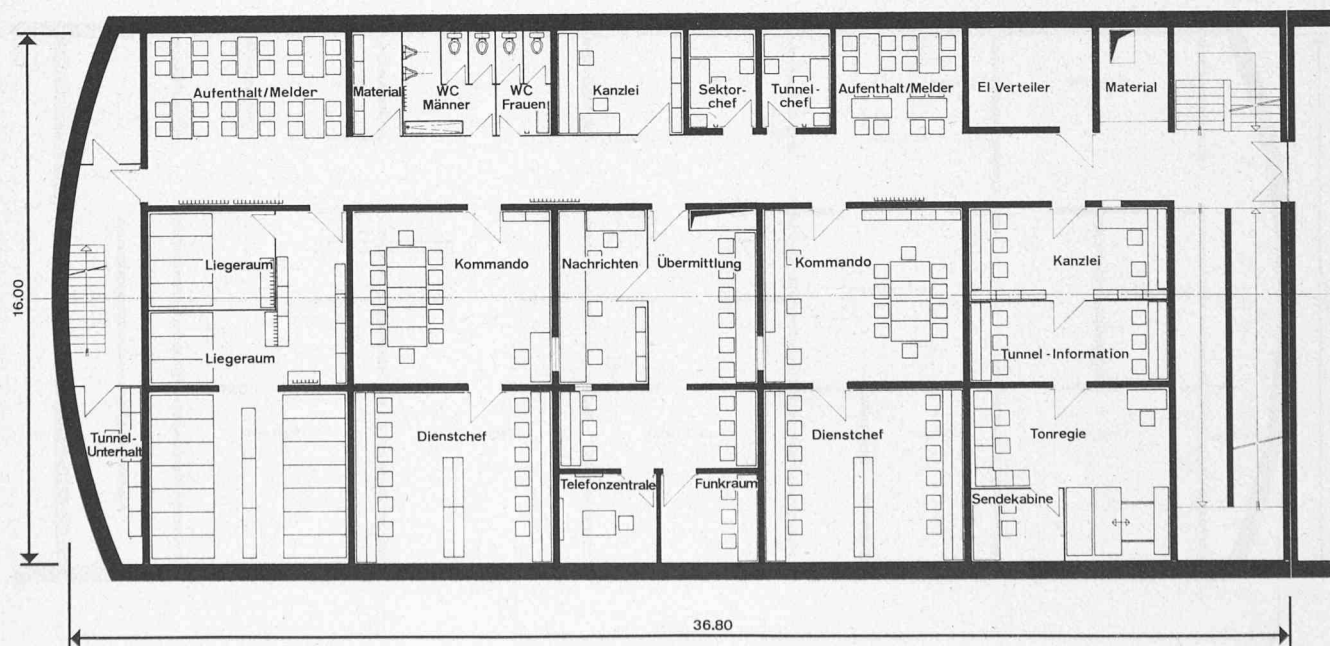 Aufenthalt/Melder
Material
WC
Männer
WC
Frauen
Kanzlei
Sektor-
chef
Tunnel-
chef
Aufenthalt/Melder
El. Verteiler
Material
16.00
Liegeraum
Kommando
Nachrichten
Übermittlung
Kommando
Kanzlei
Liegeraum
Tunnel-Information
Tunnel-
Unterhalt
Dienstchef
Dienstchef
Tonregie
Telefonzentrale
Funkraum
Sendekabine
36.80